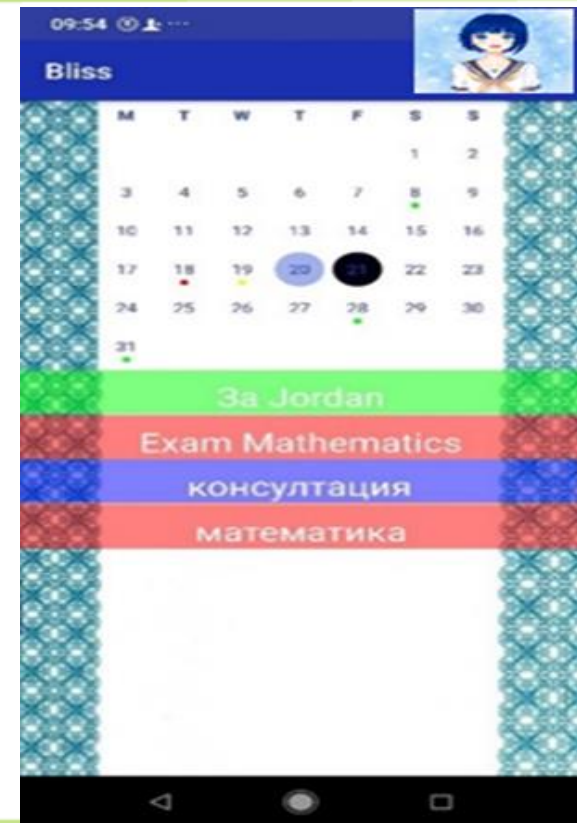 09:54
Bliss
M T W T F S S
1 2
3 4 5 6 7 8 9
10 11 12 13 14 15 16
17 18 19 20 21 22 23
24 25 26 27 28 29 30
31
За Jordan
Exam Mathematics
консултация
математика